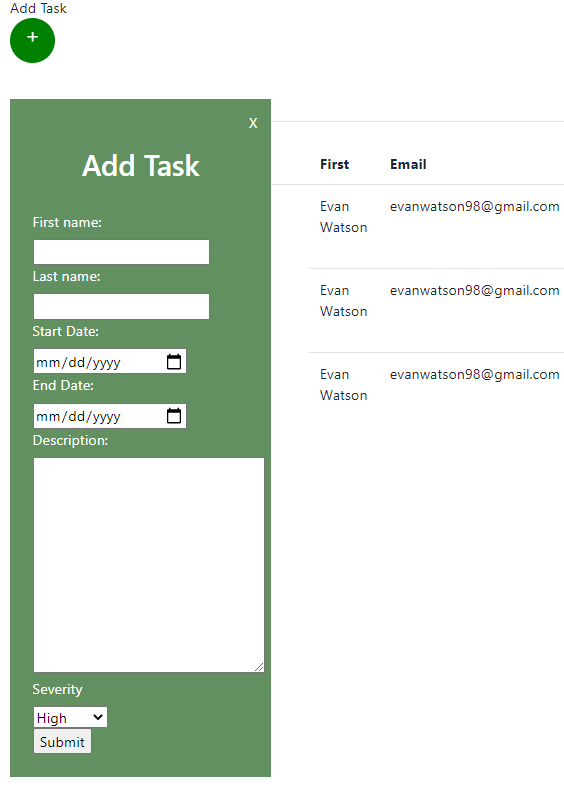 Add Task
+
X
Add Task
First name:
Last name:
Start Date:
mm/dd/yyyy
End Date:
mm/dd/yyyy
Description:
Severity
High
Submit
First Email
Evan Watson evanwatson98@gmail.com
Evan Watson evanwatson98@gmail.com
Evan Watson evanwatson98@gmail.com